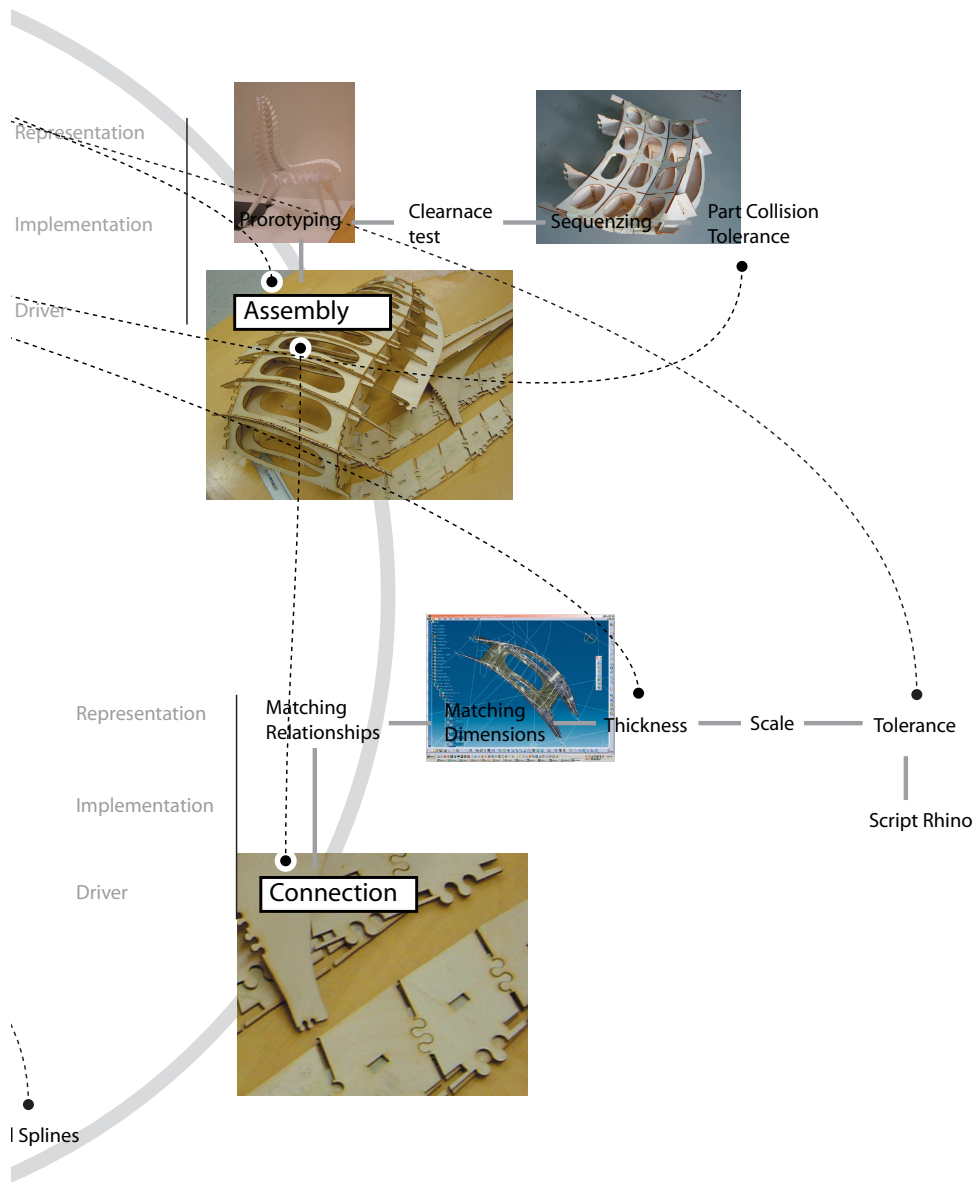 Representation
Implementation
Driver
Prorotyping
Clearnace
test
Sequenzing
Part Collision
Tolerance
Assembly
Representation
Implementation
Driver
Matching
Relationships
Matching
Dimensions
Thickness
Scale
Tolerance
Script Rhino
Connection
l Splines